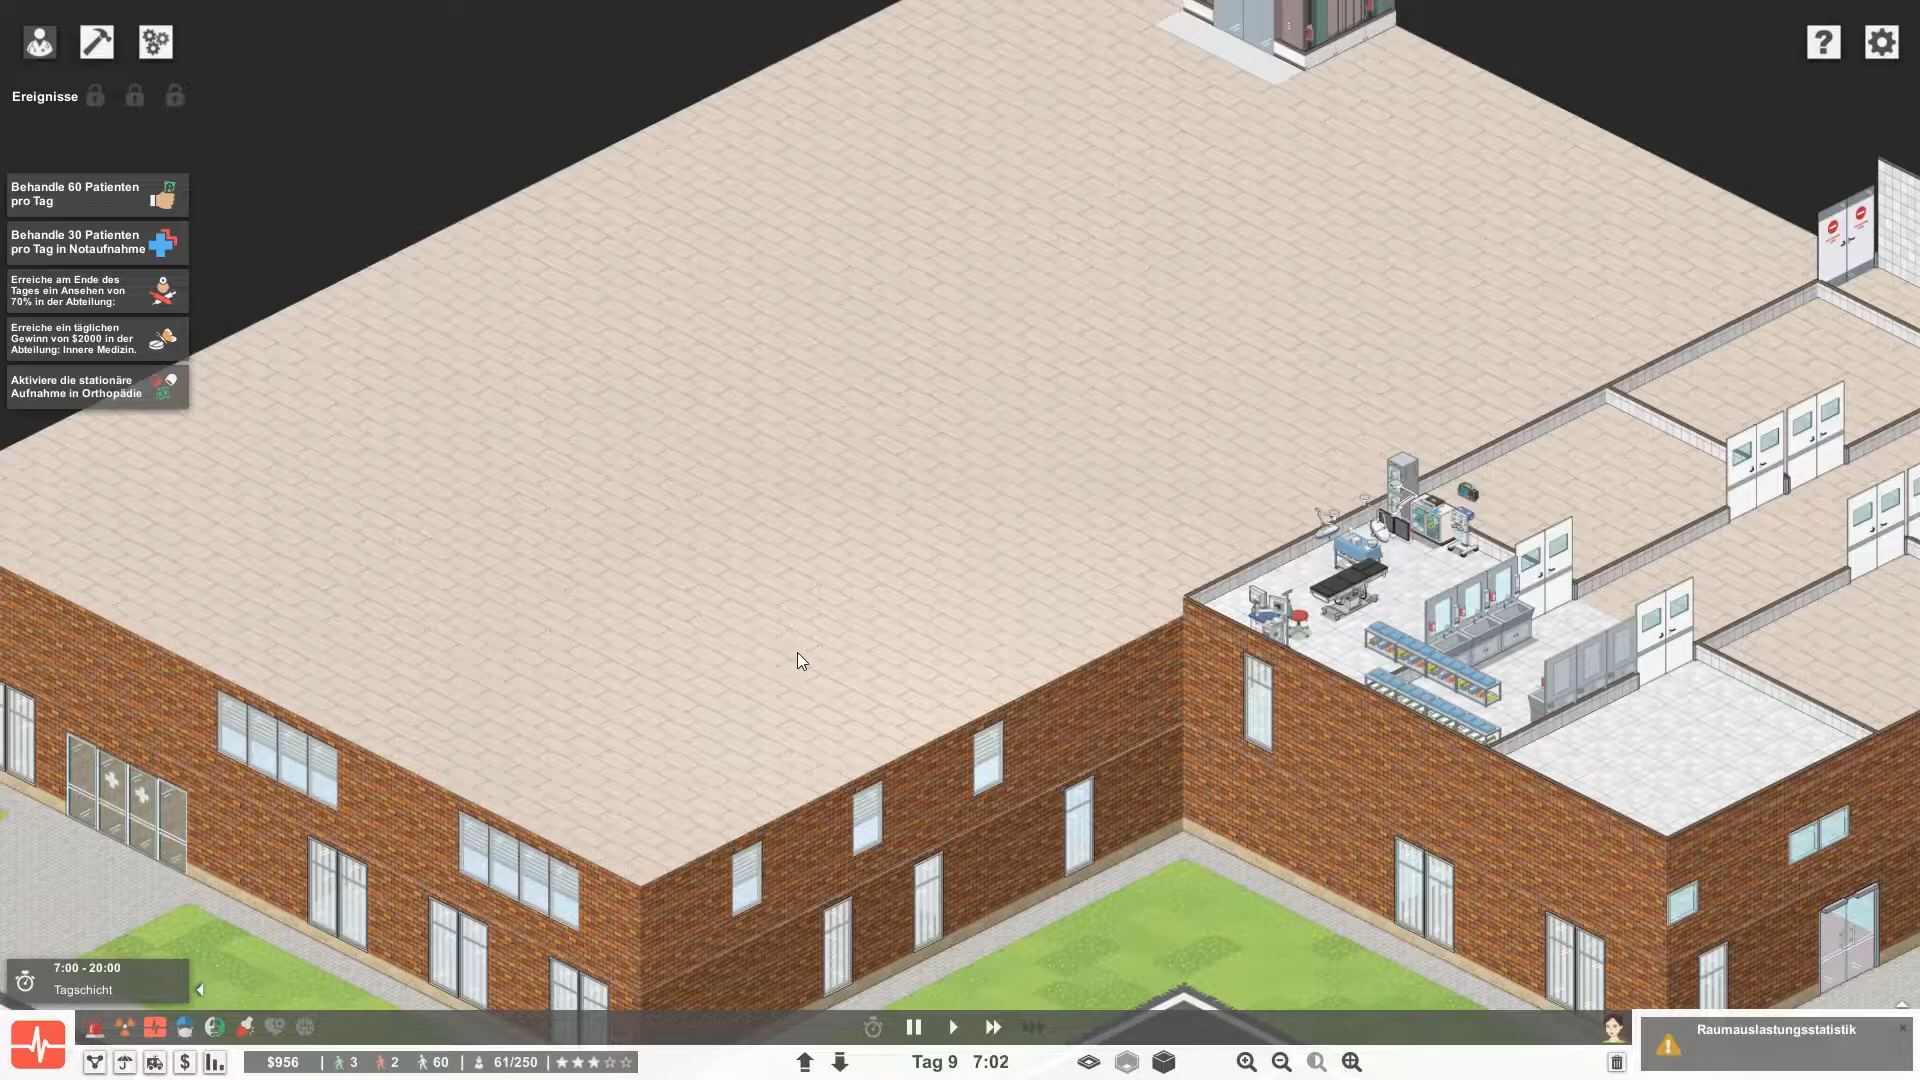 Ereignisse
Behandle 60 Patienten
pro Tag
Behandle 30 Patienten
pro Tag in Notaufnahme
Erreiche am Ende des
Tages ein Ansehen von
70% in der Abteilung:
Erreiche ein täglichen
Gewinn von $2000 in der
Abteilung: Innere Medizin.
Aktiviere die stationäre
Aufnahme in Orthopädie
7:00 - 20:00
Tagschicht
$956 | 3 2 60 | 61/250 |
Tag 9 7:02
Raumauslastungsstatistik